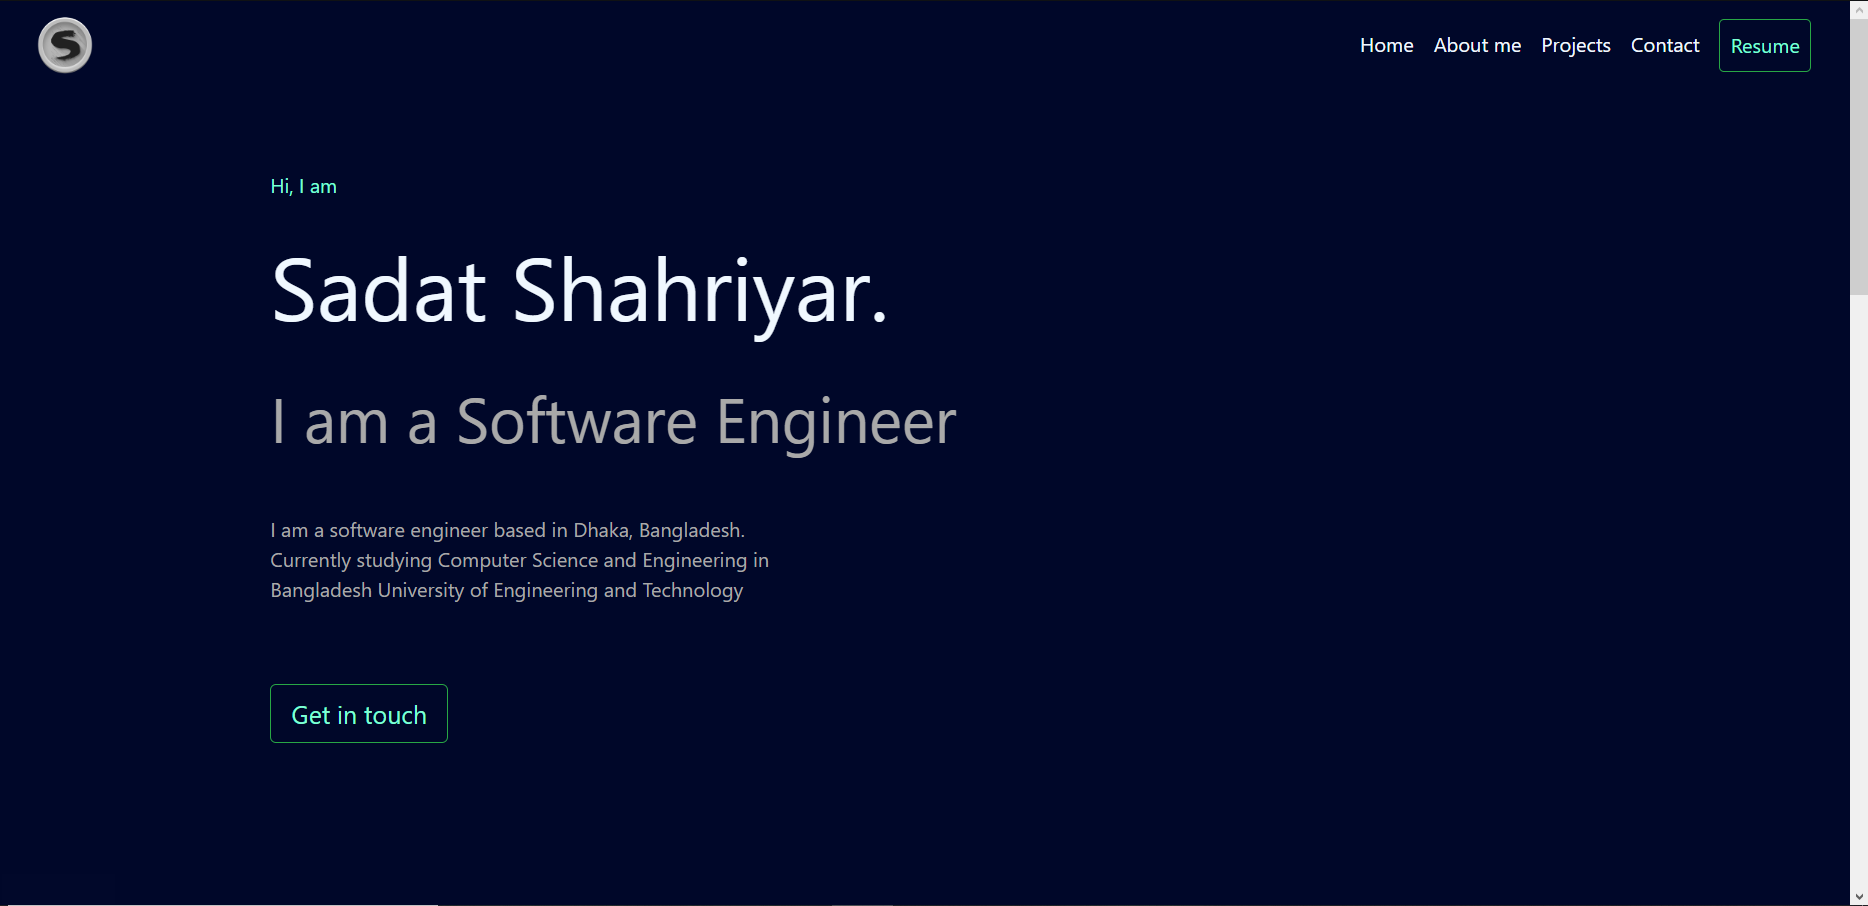 S
Home About me Projects Contact Resume
Hi, I am
Sadat Shahriyar.
I am a Software Engineer
I am a software engineer based in Dhaka, Bangladesh.
Currently studying Computer Science and Engineering in
Bangladesh University of Engineering and Technology
Get in touch